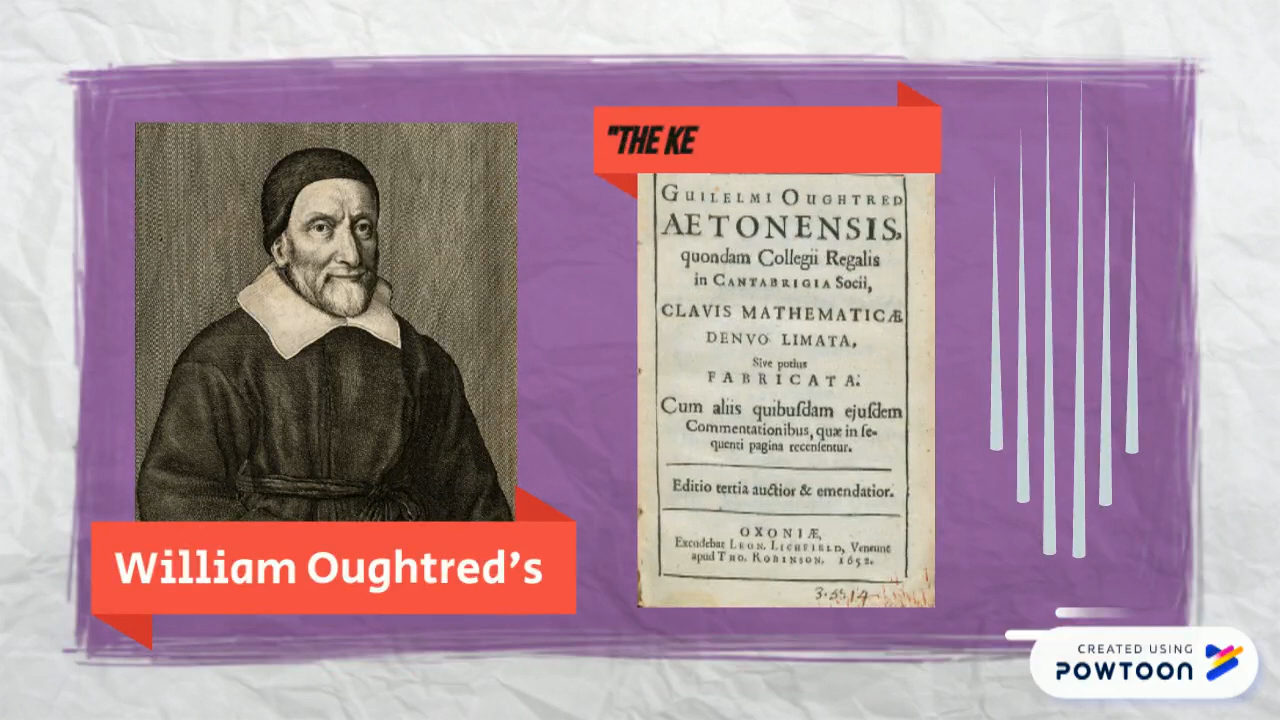 William Oughtred's
"THE KE
GUILELMI OUGHTRED
AETONENSIS,
quondam Collegii Regalis
in CANTABRIGIA Socii,
CLAVIS MATHEMATICÆ
DENVO LIMATA,
Sive potius
FABRICATA:
Cum aliis quibuſdam ejuſdem
Commentationibus, quæ in ſe-
quenti pagina recenſentur.
Editio tertia auctior & emendatior.
OXONIÆ,
Excudebat LEON. LICHFIELD, Veneunt
apud THO. ROBINSON. 1652.
CREATED USING
POWTOON